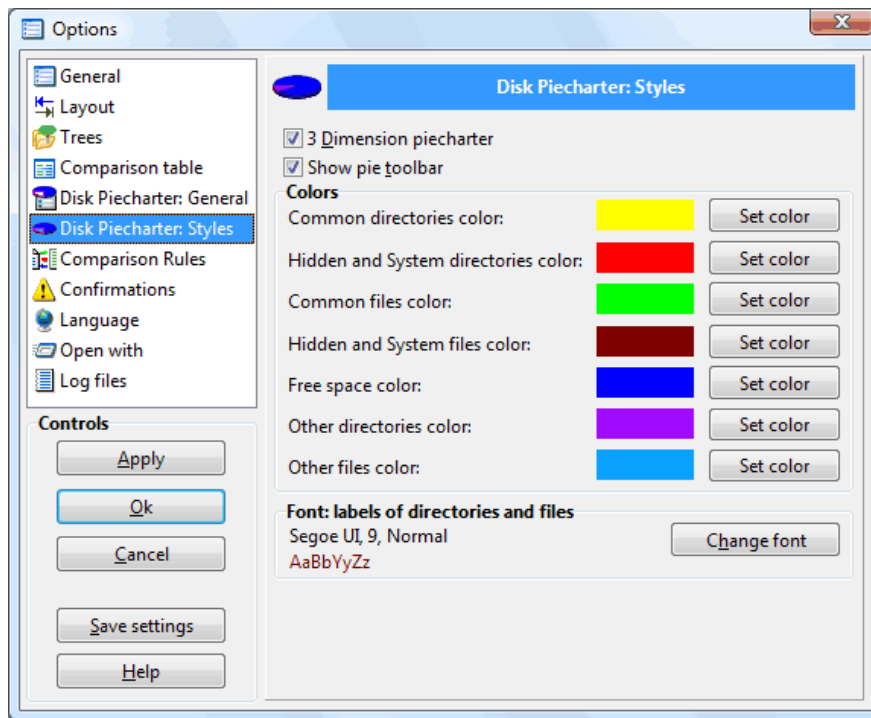 Options
X
General
Layout
Trees
Comparison table
Disk Piecharter: General
Disk Piecharter: Styles
Comparison Rules
Confirmations
Language
Open with
Log files
Controls
Apply
Ok
Cancel
Save settings
Help
Disk Piecharter: Styles
3 Dimension piecharter
Show pie toolbar
Colors
Common directories color: Set color
Hidden and System directories color: Set color
Common files color: Set color
Hidden and System files color: Set color
Free space color: Set color
Other directories color: Set color
Other files color: Set color
Font: labels of directories and files
Segoe UI, 9, Normal
AaBbYyZz
Change font